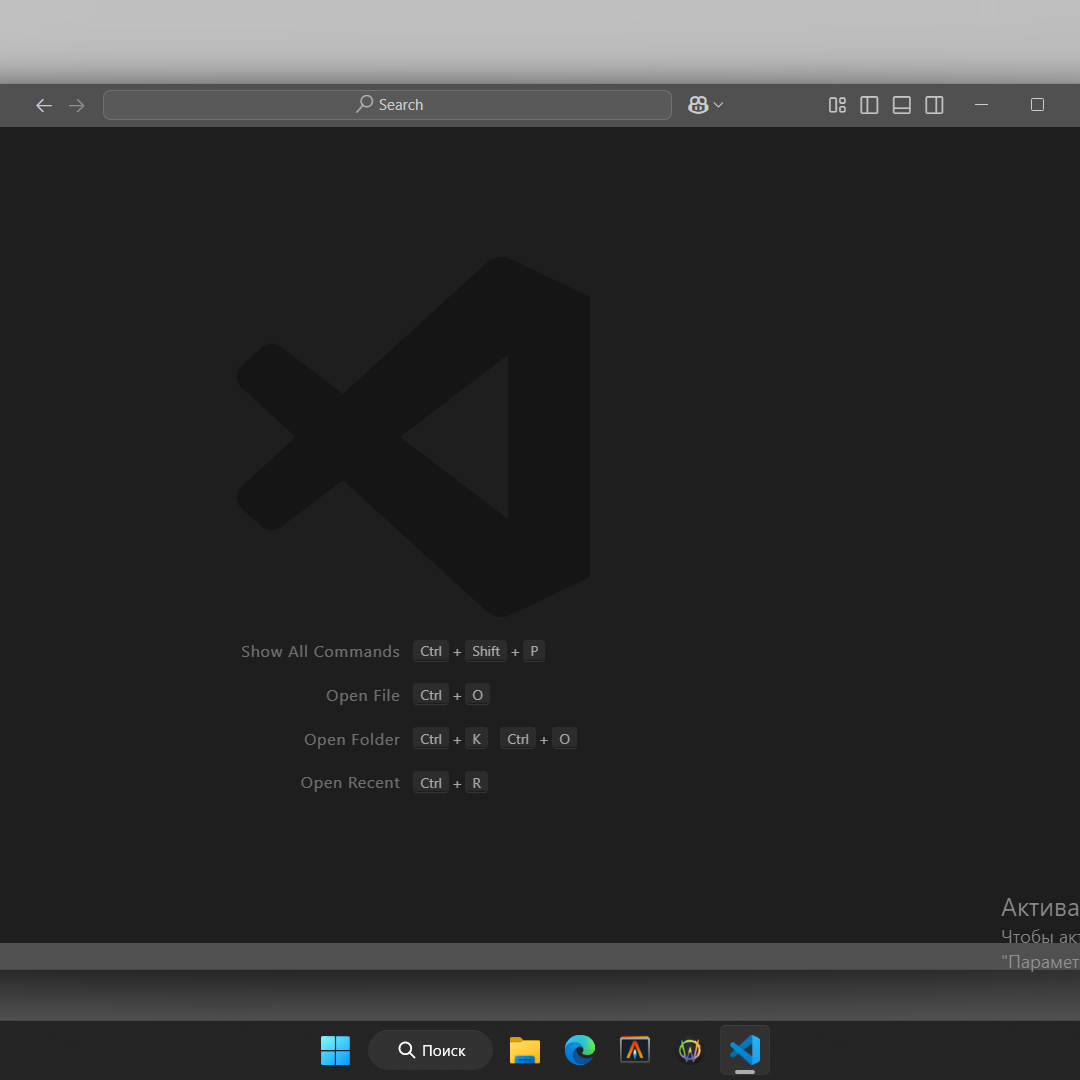 Search
Show All Commands Ctrl + Shift + P
Open File Ctrl + O
Open Folder Ctrl + K Ctrl + O
Open Recent Ctrl + R
Актива
Чтобы акт
"Парамет
Поиск